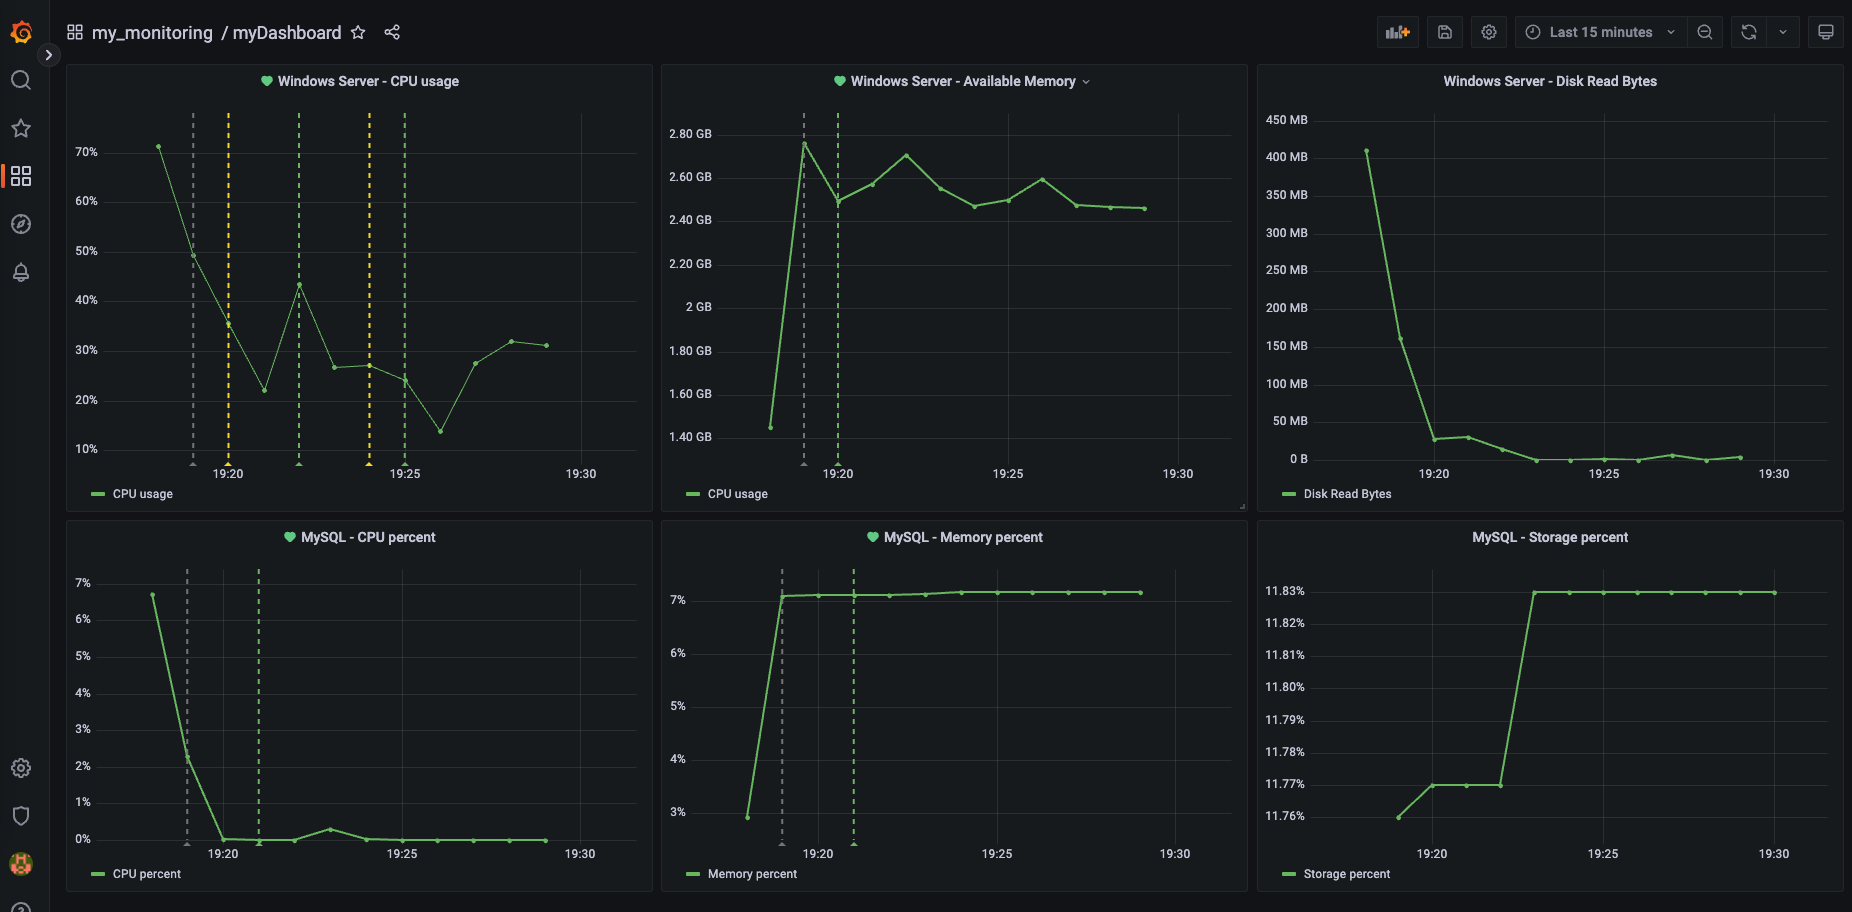 my_monitoring / myDashboard
Last 15 minutes
Windows Server - CPU usage
70%
60%
50%
40%
30%
20%
10%
19:20 19:25 19:30
CPU usage
Windows Server - Available Memory
2.80 GB
2.60 GB
2.40 GB
2.20 GB
2 GB
1.80 GB
1.60 GB
1.40 GB
19:20 19:25 19:30
CPU usage
Windows Server - Disk Read Bytes
450 MB
400 MB
350 MB
300 MB
250 MB
200 MB
150 MB
100 MB
50 MB
0 B
19:20 19:25 19:30
Disk Read Bytes
MySQL - CPU percent
7%
6%
5%
4%
3%
2%
1%
0%
19:20 19:25 19:30
CPU percent
MySQL - Memory percent
7%
6%
5%
4%
3%
19:20 19:25 19:30
Memory percent
MySQL - Storage percent
11.83%
11.82%
11.81%
11.80%
11.79%
11.78%
11.77%
11.76%
19:20 19:25 19:30
Storage percent